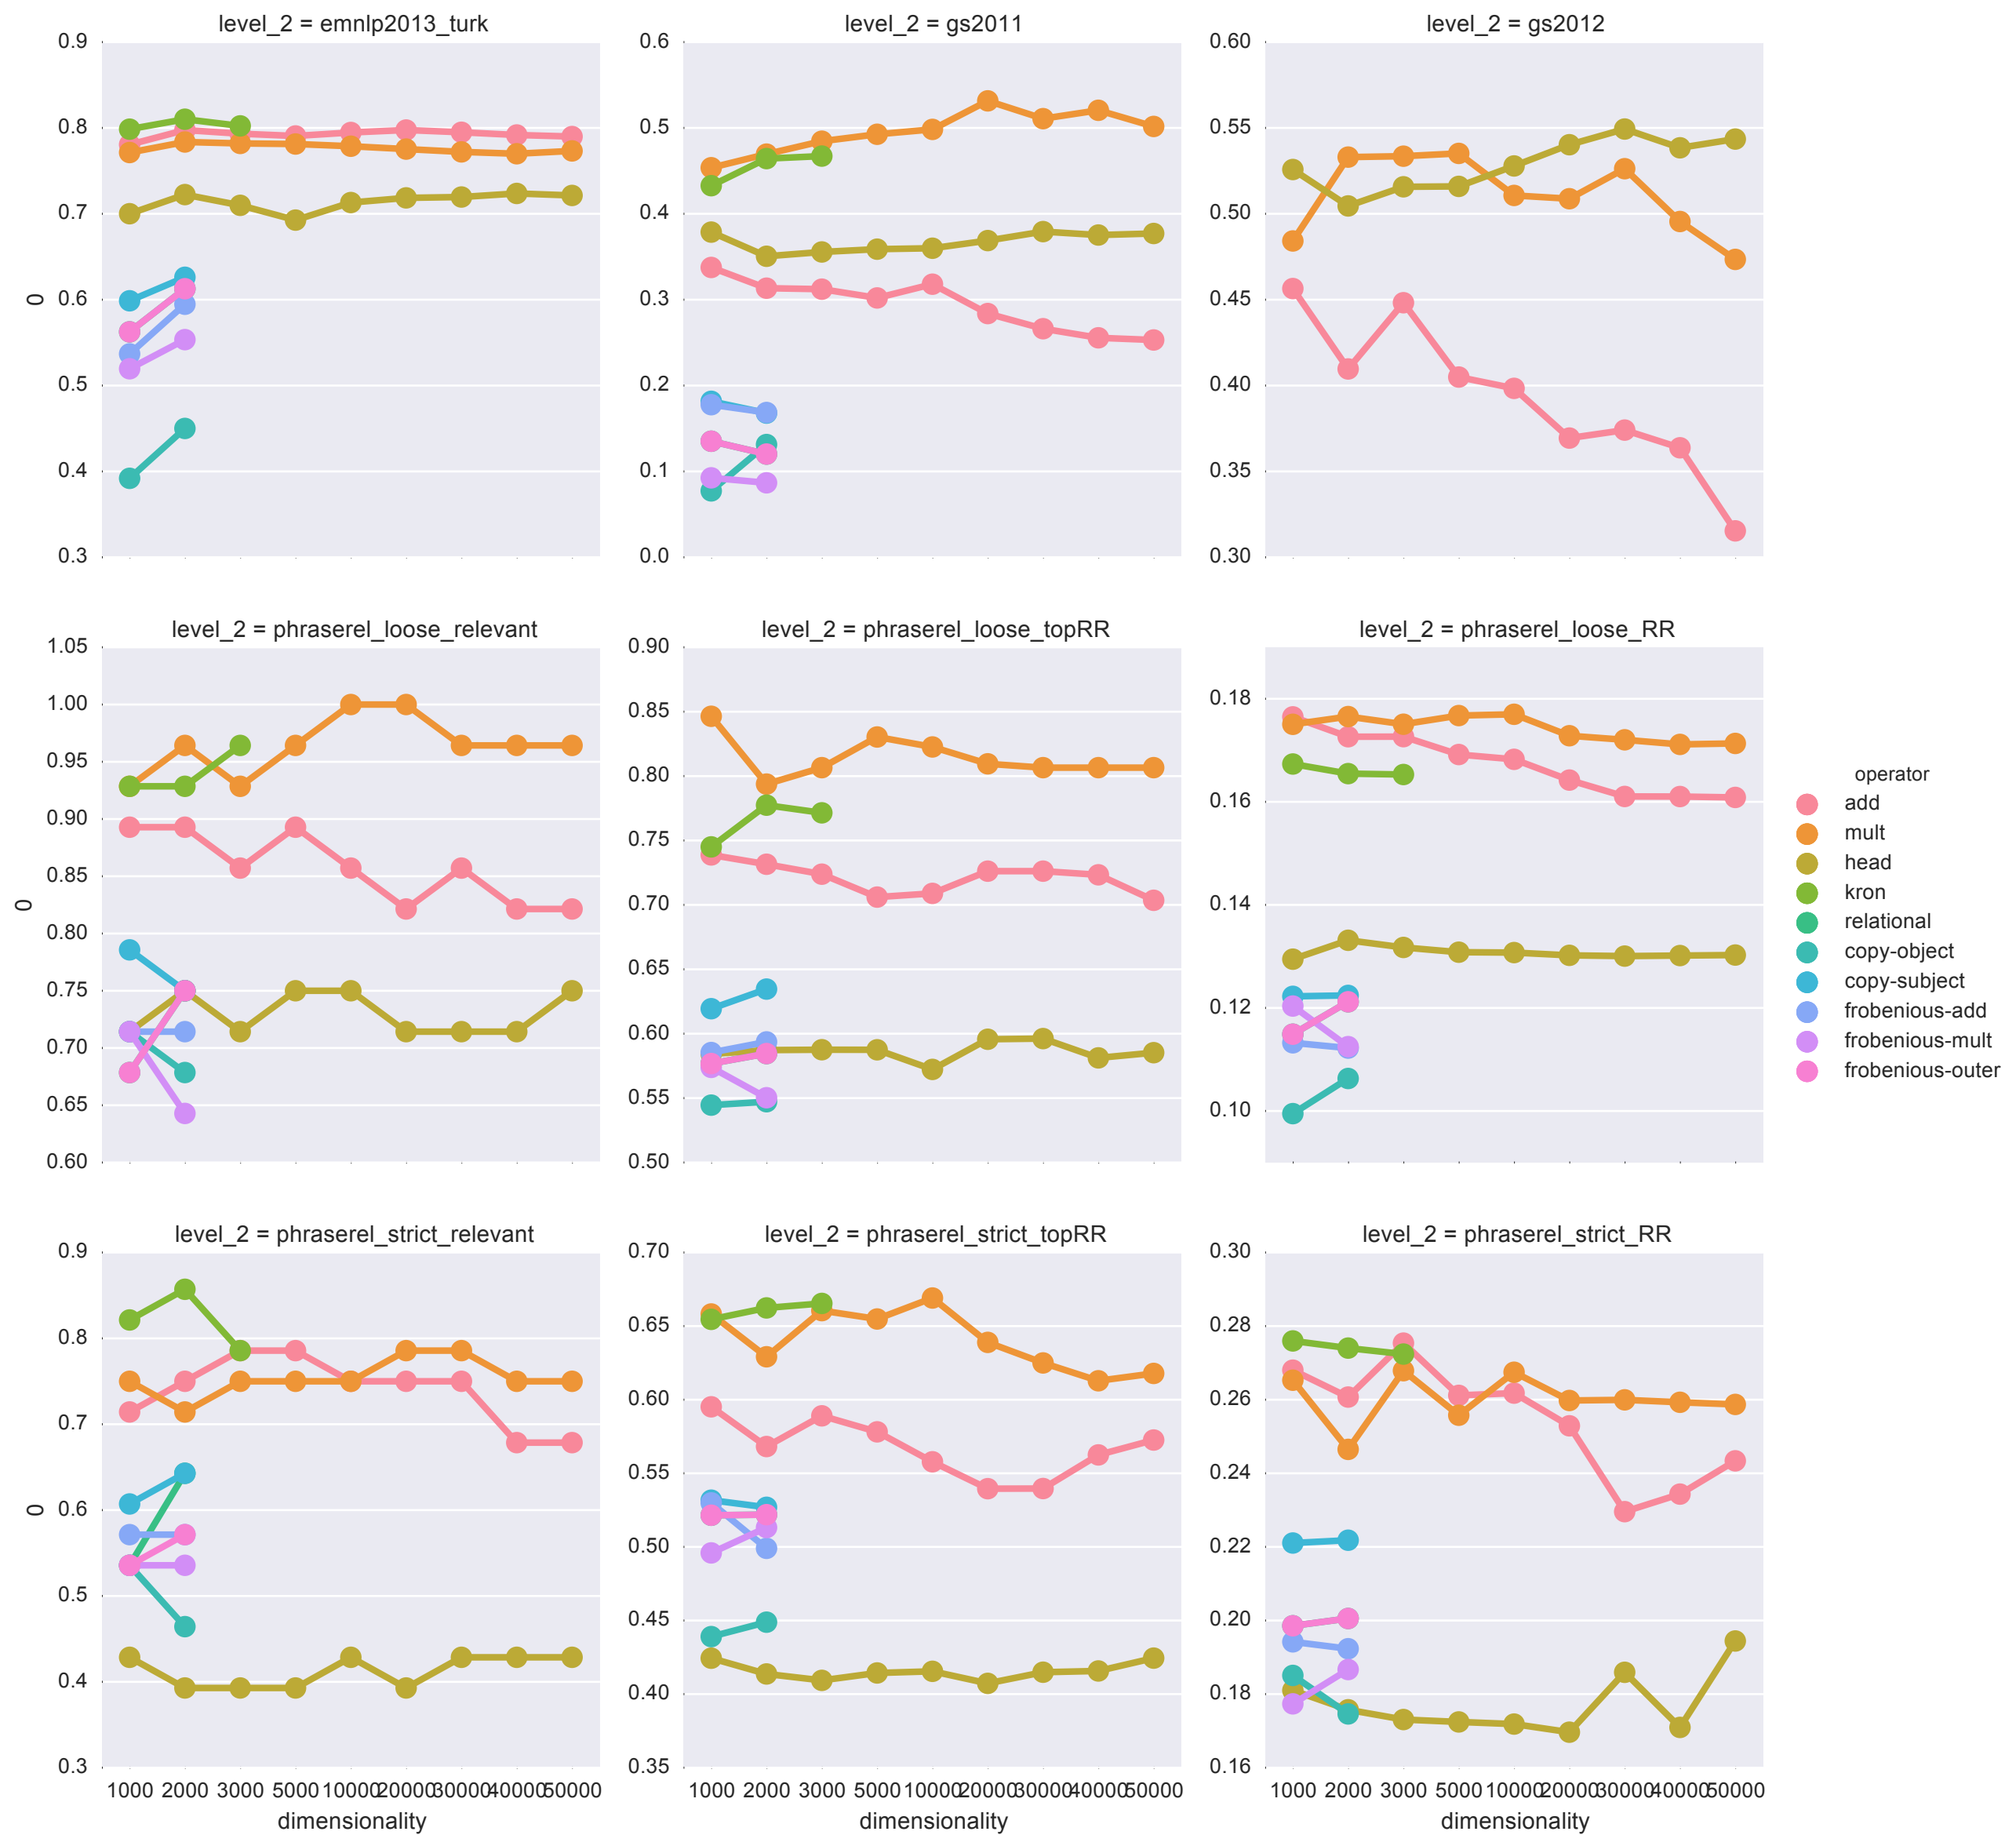 level_2 = emnlp2013_turk
0.9
0.8
0.7
0.6
0.5
0.4
0.3
0
level_2 = gs2011
0.6
0.5
0.4
0.3
0.2
0.1
0.0
level_2 = gs2012
0.60
0.55
0.50
0.45
0.40
0.35
0.30
level_2 = phraserel_loose_relevant
1.05
1.00
0.95
0.90
0.85
0.80
0.75
0.70
0.65
0.60
0
level_2 = phraserel_loose_topRR
0.90
0.85
0.80
0.75
0.70
0.65
0.60
0.55
0.50
level_2 = phraserel_loose_RR
0.18
0.16
0.14
0.12
0.10
operator
add
mult
head
kron
relational
copy-object
copy-subject
frobenious-add
frobenious-mult
frobenious-outer
level_2 = phraserel_strict_relevant
0.9
0.8
0.7
0.6
0.5
0.4
0.3
0
1000 2000 3000 5000 10000 20000 30000 40000 50000
dimensionality
level_2 = phraserel_strict_topRR
0.70
0.65
0.60
0.55
0.50
0.45
0.40
0.35
1000 2000 3000 5000 10000 20000 30000 40000 50000
dimensionality
level_2 = phraserel_strict_RR
0.30
0.28
0.26
0.24
0.22
0.20
0.18
0.16
1000 2000 3000 5000 10000 20000 30000 40000 50000
dimensionality